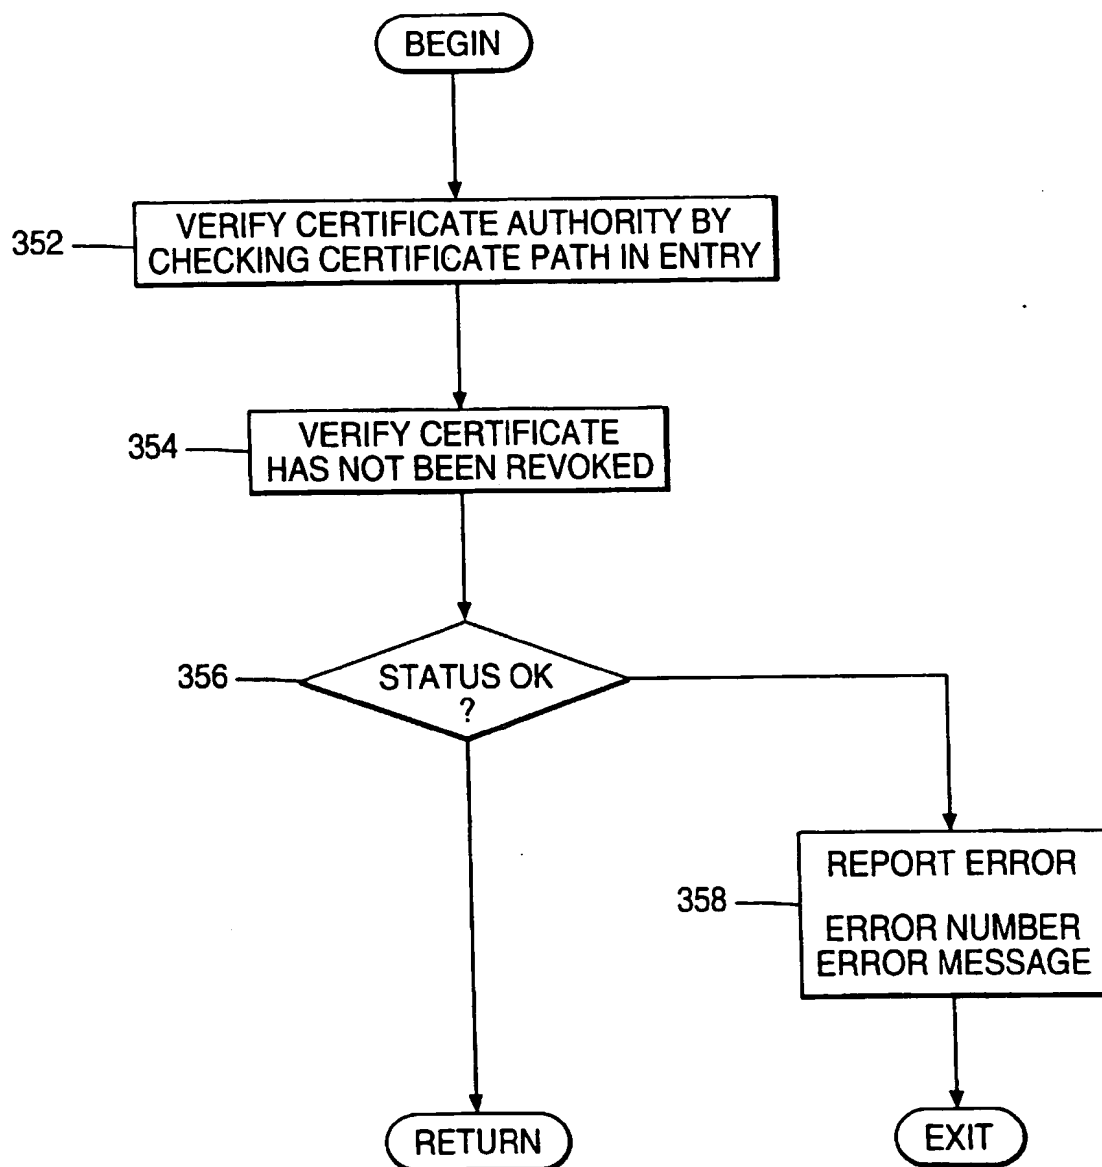 BEGIN
352
VERIFY CERTIFICATE AUTHORITY BY
CHECKING CERTIFICATE PATH IN ENTRY
354
VERIFY CERTIFICATE
HAS NOT BEEN REVOKED
356
STATUS OK
?
358
REPORT ERROR
ERROR NUMBER
ERROR MESSAGE
RETURN
EXIT